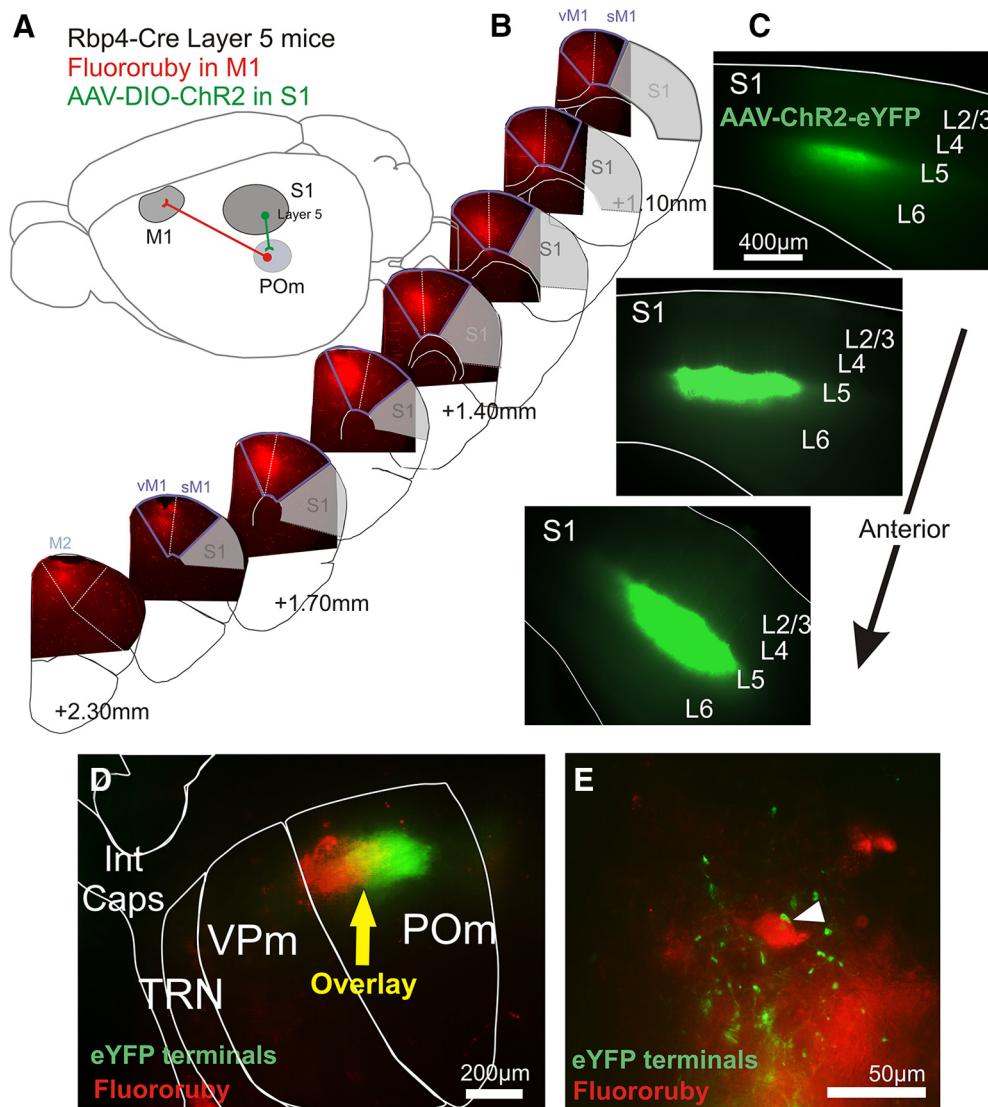 A
Rbp4-Cre Layer 5 mice
Fluororuby in M1
AAV-DIO-ChR2 in S1
S1
Layer 5
M1
POm
B
vM1
sM1
S1
S1
+1.10mm
S1
S1
+1.40mm
S1
S1
+1.70mm
vM1
sM1
S1
M2
+2.30mm
C
S1
AAV-ChR2-eYFP
L2/3
L4
L5
L6
400µm
S1
L2/3
L4
L5
L6
Anterior
S1
L2/3
L4
L5
L6
D
Int
Caps
VPm
POm
TRN
Overlay
eYFP terminals
Fluororuby
200µm
E
eYFP terminals
Fluororuby
50µm